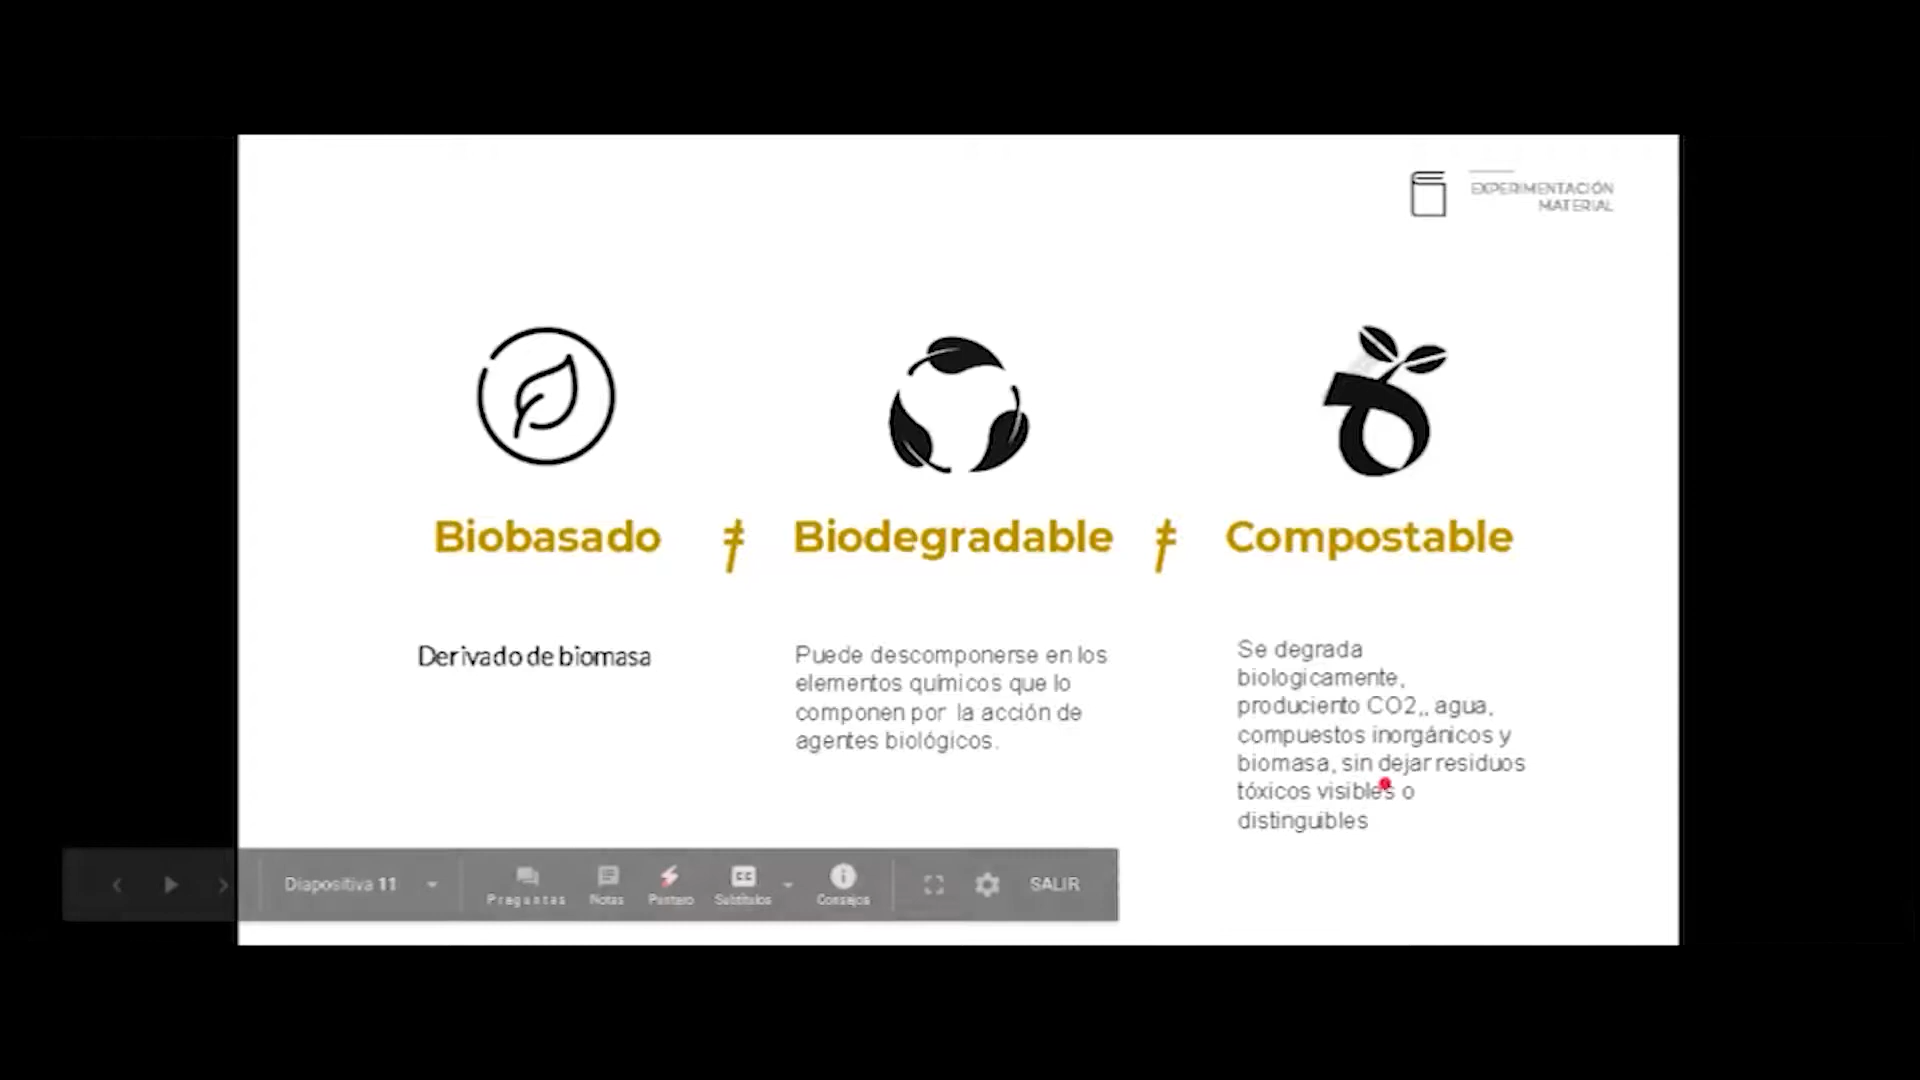 EXPERIMENTACIÓN
MATERIAL
Biobasado ≠ Biodegradable ≠ Compostable
Derivado de biomasa
Puede descomponerse en los
elementos químicos que lo
componen por la acción de
agentes biológicos.
Se degrada
biologicamente,
produciento CO2,, agua,
compuestos inorgánicos y
biomasa, sin dejar residuos
tóxicos visibles o
distinguibles
Diapositiva 11
Preguntas
Notas
Puntero
Subtítulos
Consejos
SALIR